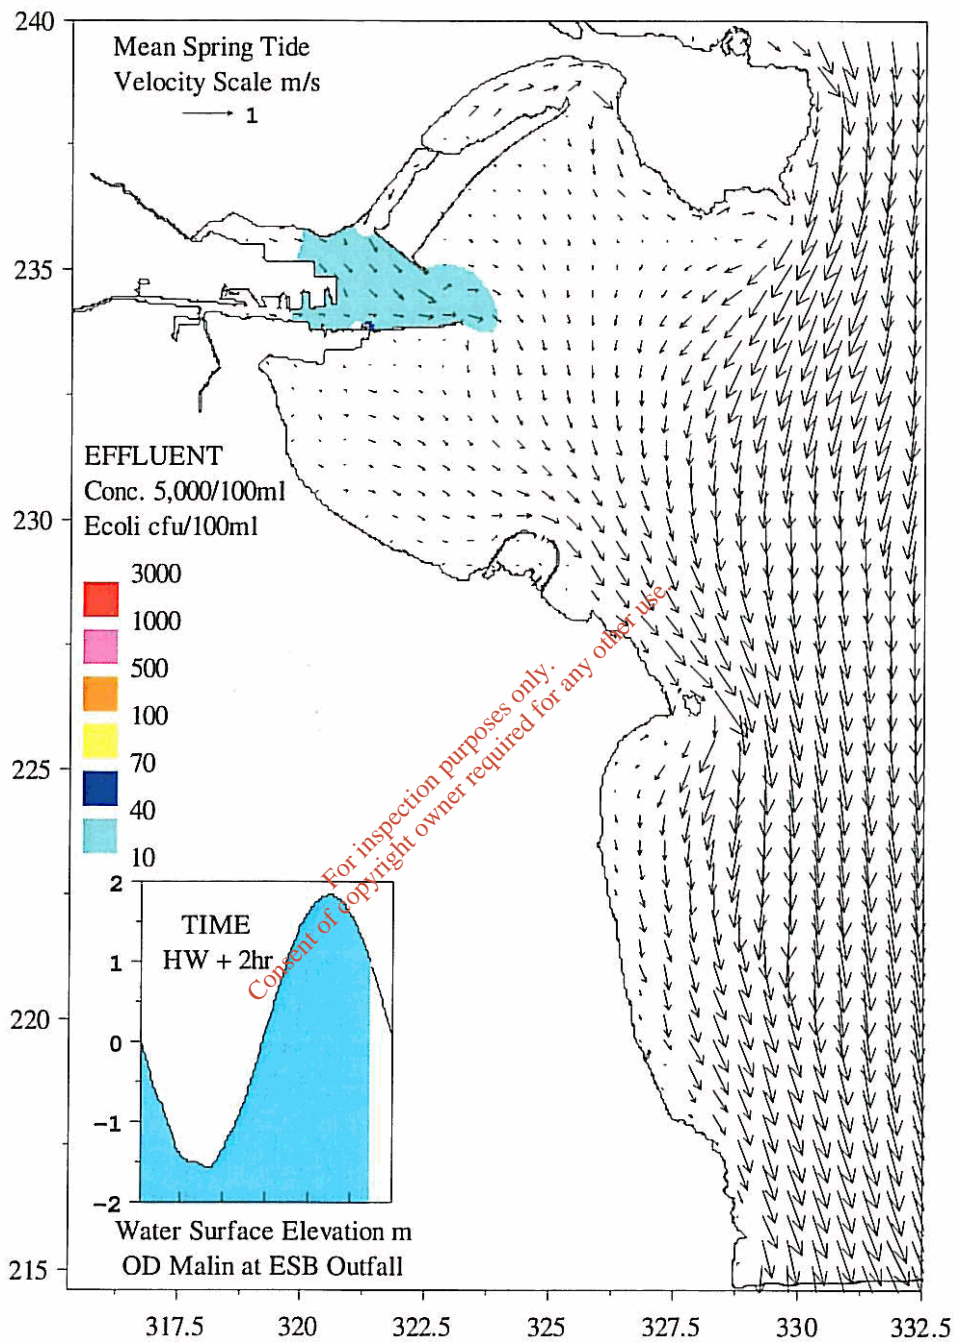 240
Mean Spring Tide
Velocity Scale m/s
1
235
EFFLUENT
Conc. 5,000/100ml
Ecoli cfu/100ml
230
3000
1000
500
100
70
40
10
225
For inspection purposes only.
Consent of copyright owner required for any other use.
2
TIME
HW + 2hr
1
0
-1
-2
220
Water Surface Elevation m
OD Malin at ESB Outfall
215
317.5 320 322.5 325 327.5 330 332.5